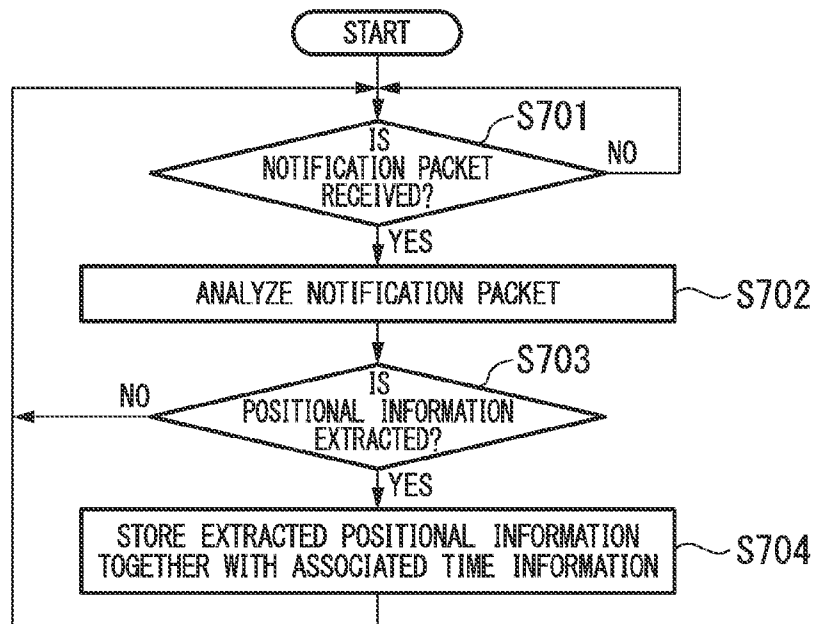 START
S701
IS
NOTIFICATION PACKET
RECEIVED?
NO
YES
ANALYZE NOTIFICATION PACKET
S702
S703
IS
POSITIONAL INFORMATION
EXTRACTED?
NO
YES
STORE EXTRACTED POSITIONAL INFORMATION
TOGETHER WITH ASSOCIATED TIME INFORMATION
S704